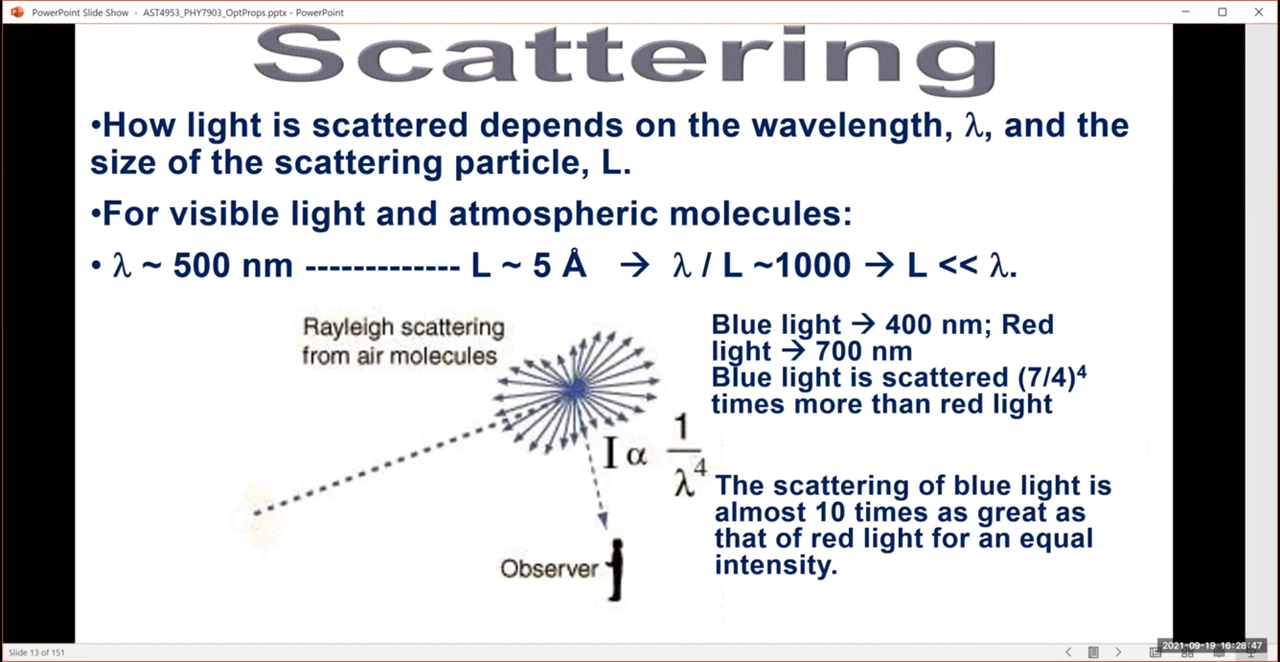 PowerPoint Slide Show - AST4953_PHY7903_OptProps.pptx - PowerPoint
Scattering
•How light is scattered depends on the wavelength, λ, and the
size of the scattering particle, L.
•For visible light and atmospheric molecules:
• λ ~ 500 nm ------------- L ~ 5 Å → λ / L ~1000 → L << λ.
Rayleigh scattering
from air molecules
Blue light → 400 nm; Red
light → 700 nm
Blue light is scattered (7/4)⁴
times more than red light
I α 1
λ⁴
The scattering of blue light is
almost 10 times as great as
that of red light for an equal
intensity.
Observer
Slide 13 of 151
2021-09-19 16:28:47